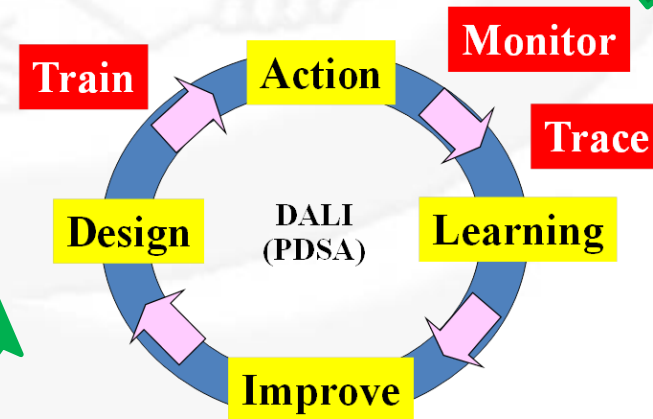 Monitor
Train
Action
Trace
Design
DALI
(PDSA)
Learning
Improve